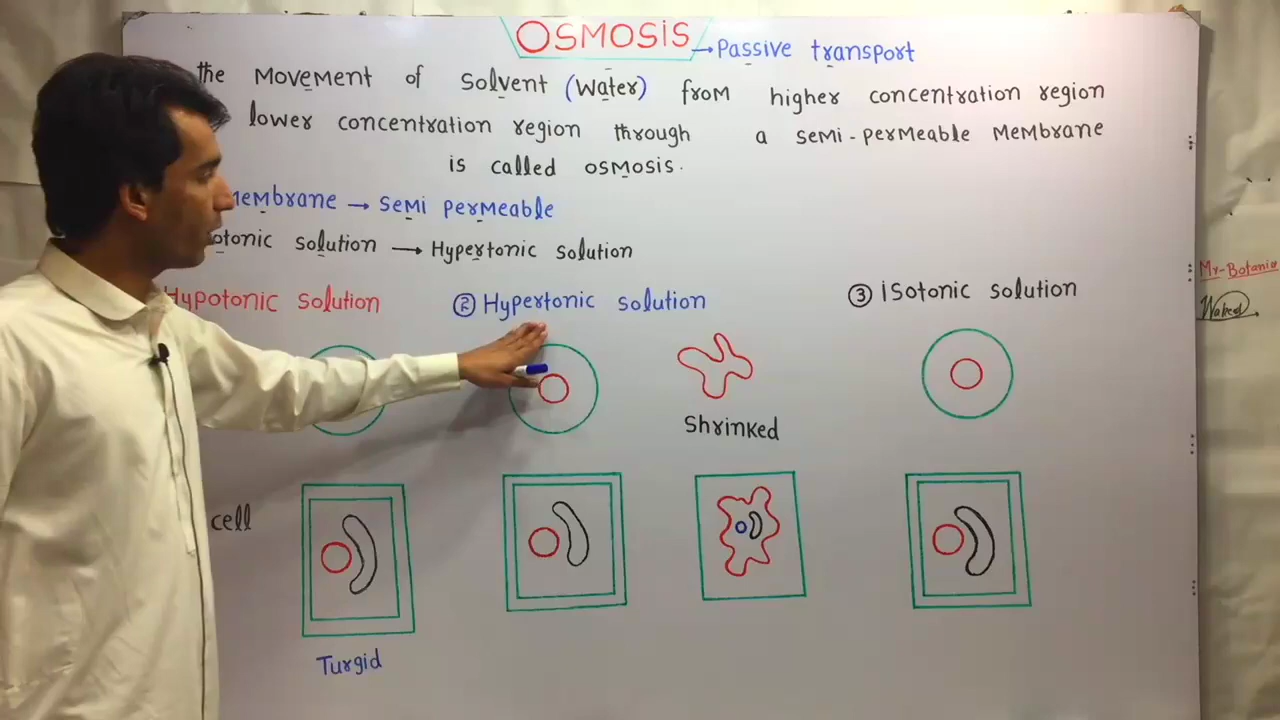 OSMOSIS → Passive transport
the Movement of Solvent (Water) from higher concentration region
lower concentration region through a semi-permeable Membrane
is called osmosis.
Membrane → Semi permeable
otonic solution → Hypertonic solution
Hypotonic solution
② Hypertonic solution
③ isotonic solution
Mr-Botanic
Shrinked
cell
Turgid